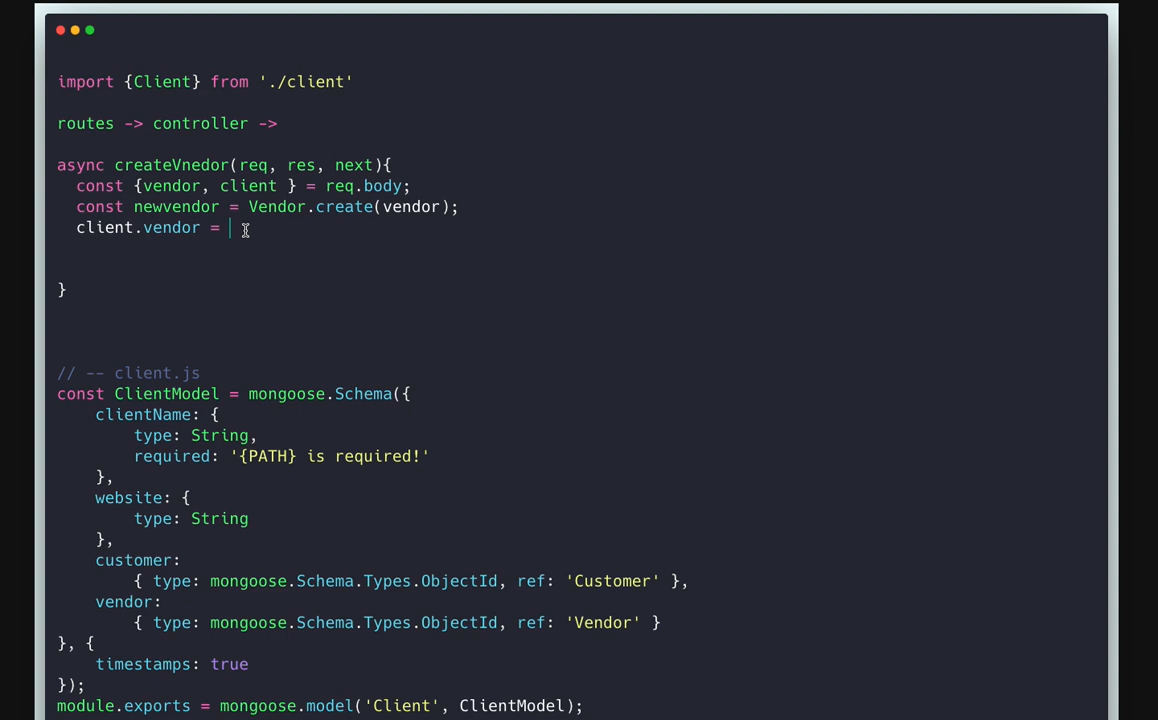 import {Client} from './client'
routes -> controller ->
async createVnedor(req, res, next){
const {vendor, client } = req.body;
const newvendor = Vendor.create(vendor);
client.vendor =
}
// -- client.js
const ClientModel = mongoose.Schema({
clientName: {
type: String,
required: '{PATH} is required!'
},
website: {
type: String
},
customer:
{ type: mongoose.Schema.Types.ObjectId, ref: 'Customer' },
vendor:
{ type: mongoose.Schema.Types.ObjectId, ref: 'Vendor' }
}, {
timestamps: true
});
module.exports = mongoose.model('Client', ClientModel);